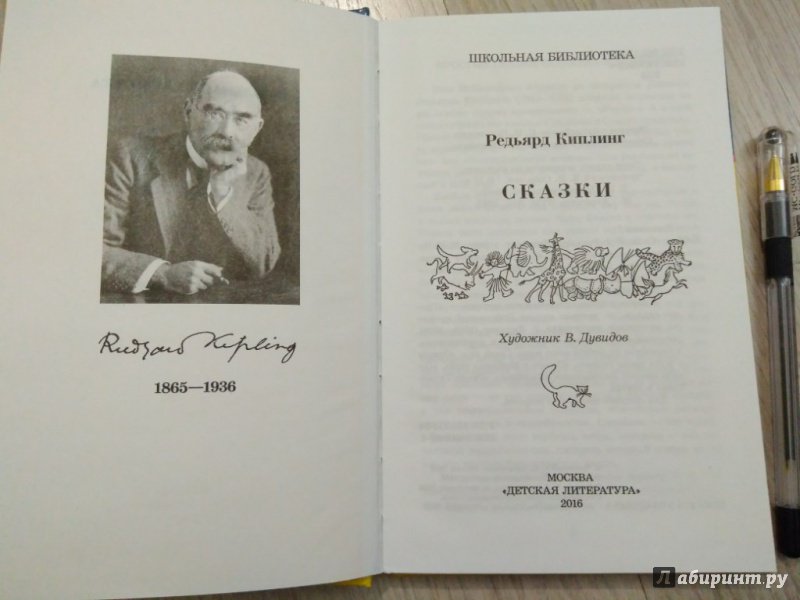 Rudyard Kipling
1865—1936
ШКОЛЬНАЯ БИБЛИОТЕКА
Редьярд Киплинг
СКАЗКИ
Художник В. Дувидов
МОСКВА
«ДЕТСКАЯ ЛИТЕРАТУРА»
2016
Лабиринт.ру